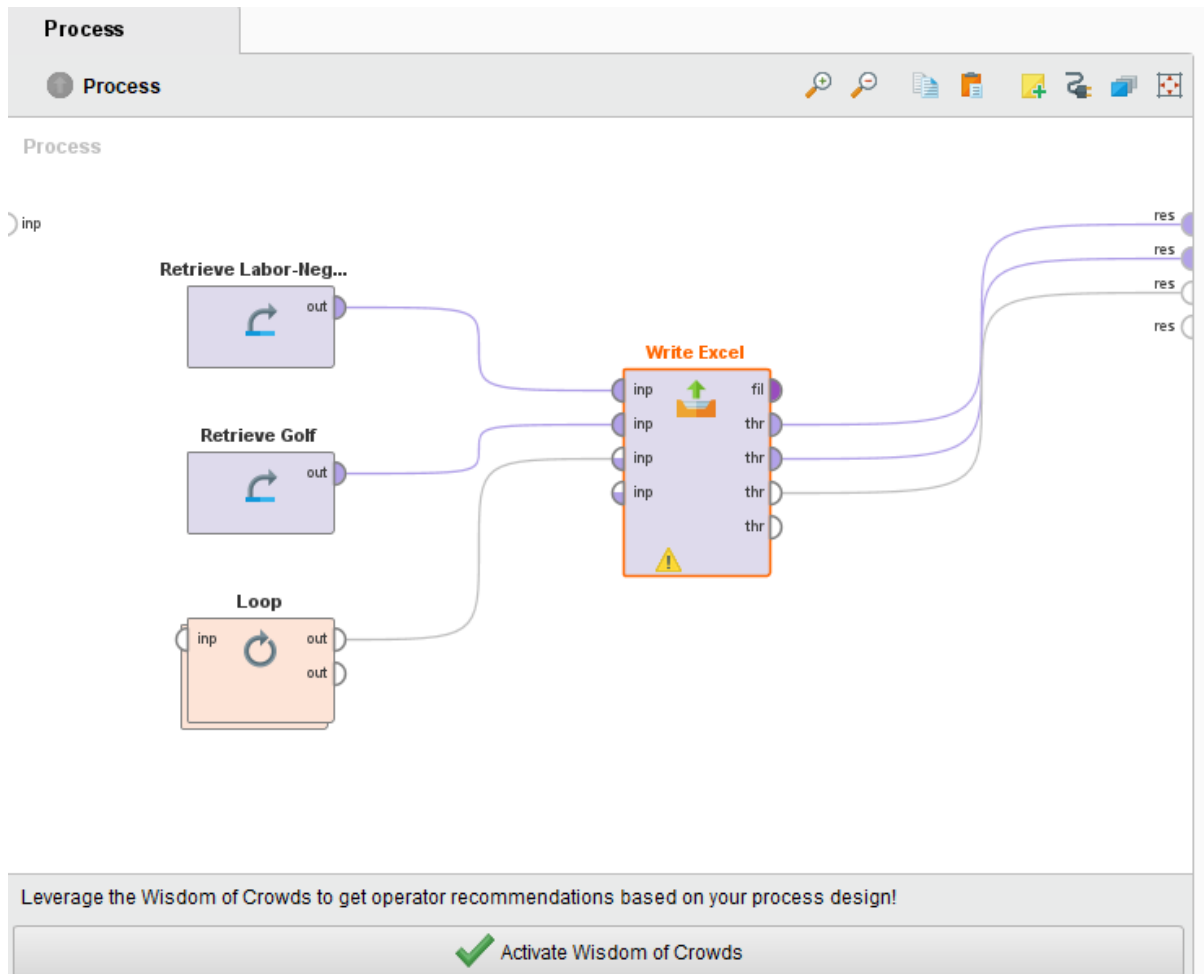 Process
Process
Process
inp
res
res
res
res
Retrieve Labor-Neg...
out
Write Excel
inp
fil
inp
thr
inp
thr
inp
thr
thr
Retrieve Golf
out
Loop
inp
out
out
Leverage the Wisdom of Crowds to get operator recommendations based on your process design!
Activate Wisdom of Crowds